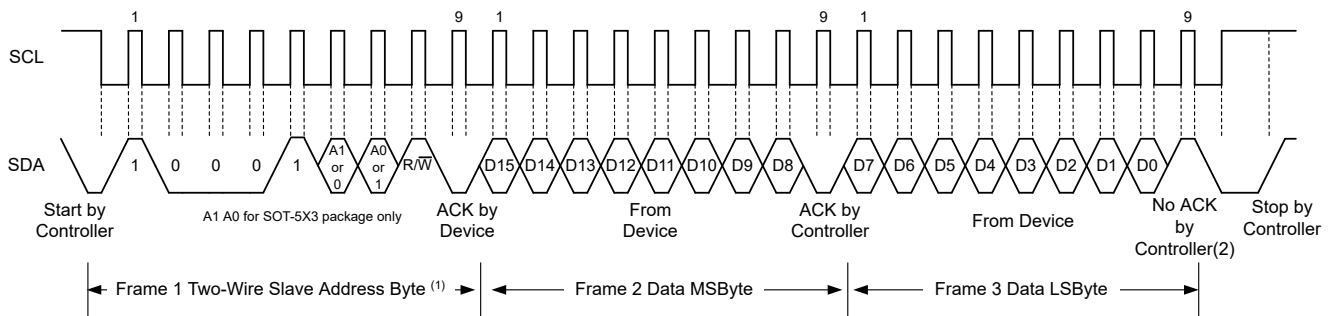 1 9 1 9 1 9
SCL
SDA
1 0 0 0 1 A1 or 0 A0 or 1 R/W̅ D15 D14 D13 D12 D11 D10 D9 D8 D7 D6 D5 D4 D3 D2 D1 D0
Start by
Controller
A1 A0 for SOT-5X3 package only
ACK by
Device
From
Device
ACK by
Controller
From Device
No ACK
by
Controller(2)
Stop by
Controller
Frame 1 Two-Wire Slave Address Byte (1)
Frame 2 Data MSByte
Frame 3 Data LSByte